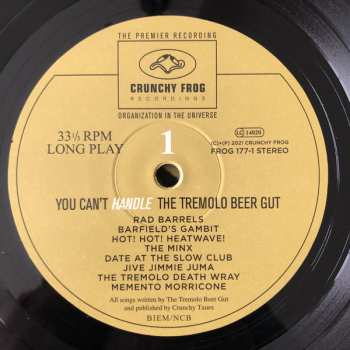 THE PREMIER RECORDING
CRUNCHY FROG
RECORDINGS
ORGANIZATION IN THE UNIVERSE
33⅓ RPM
LONG PLAY
1
LC 14029
(C)+(P) 2021 CRUNCHY FROG
FROG 177-1 STEREO
YOU CAN'T HANDLE THE TREMOLO BEER GUT
RAD BARRELS
BARFIELD'S GAMBIT
HOT! HOT! HEATWAVE!
THE MINX
DATE AT THE SLOW CLUB
JIVE JIMMIE JUMA
THE TREMOLO DEATH WRAY
MEMENTO MORRICONE
All songs written by The Tremolo Beer Gut
and published by Crunchy Tunes
BIEM/NCB